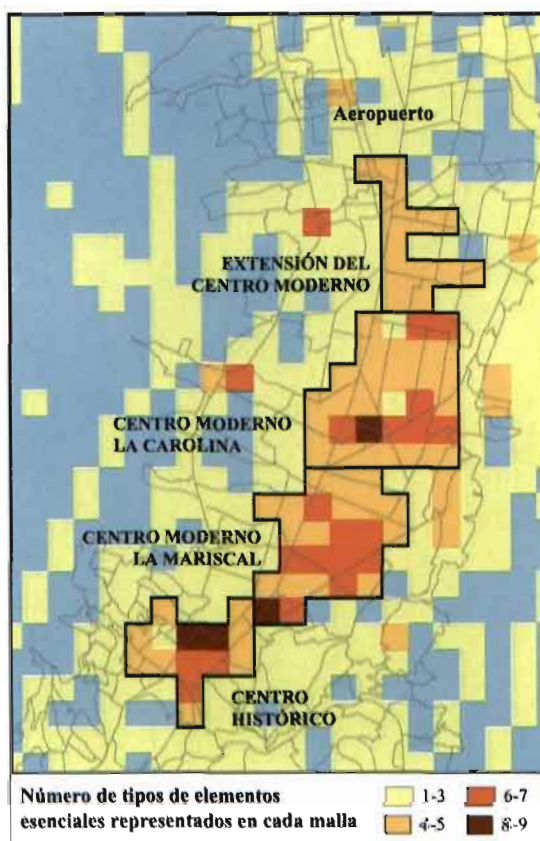 Aeropuerto
EXTENSIÓN DEL
CENTRO MODERNO
CENTRO MODERNO
LA CAROLINA
CENTRO MODERNO
LA MARISCAL
CENTRO
HISTÓRICO
Número de tipos de elementos
esenciales representados en cada malla
1-3
6-7
4-5
8-9